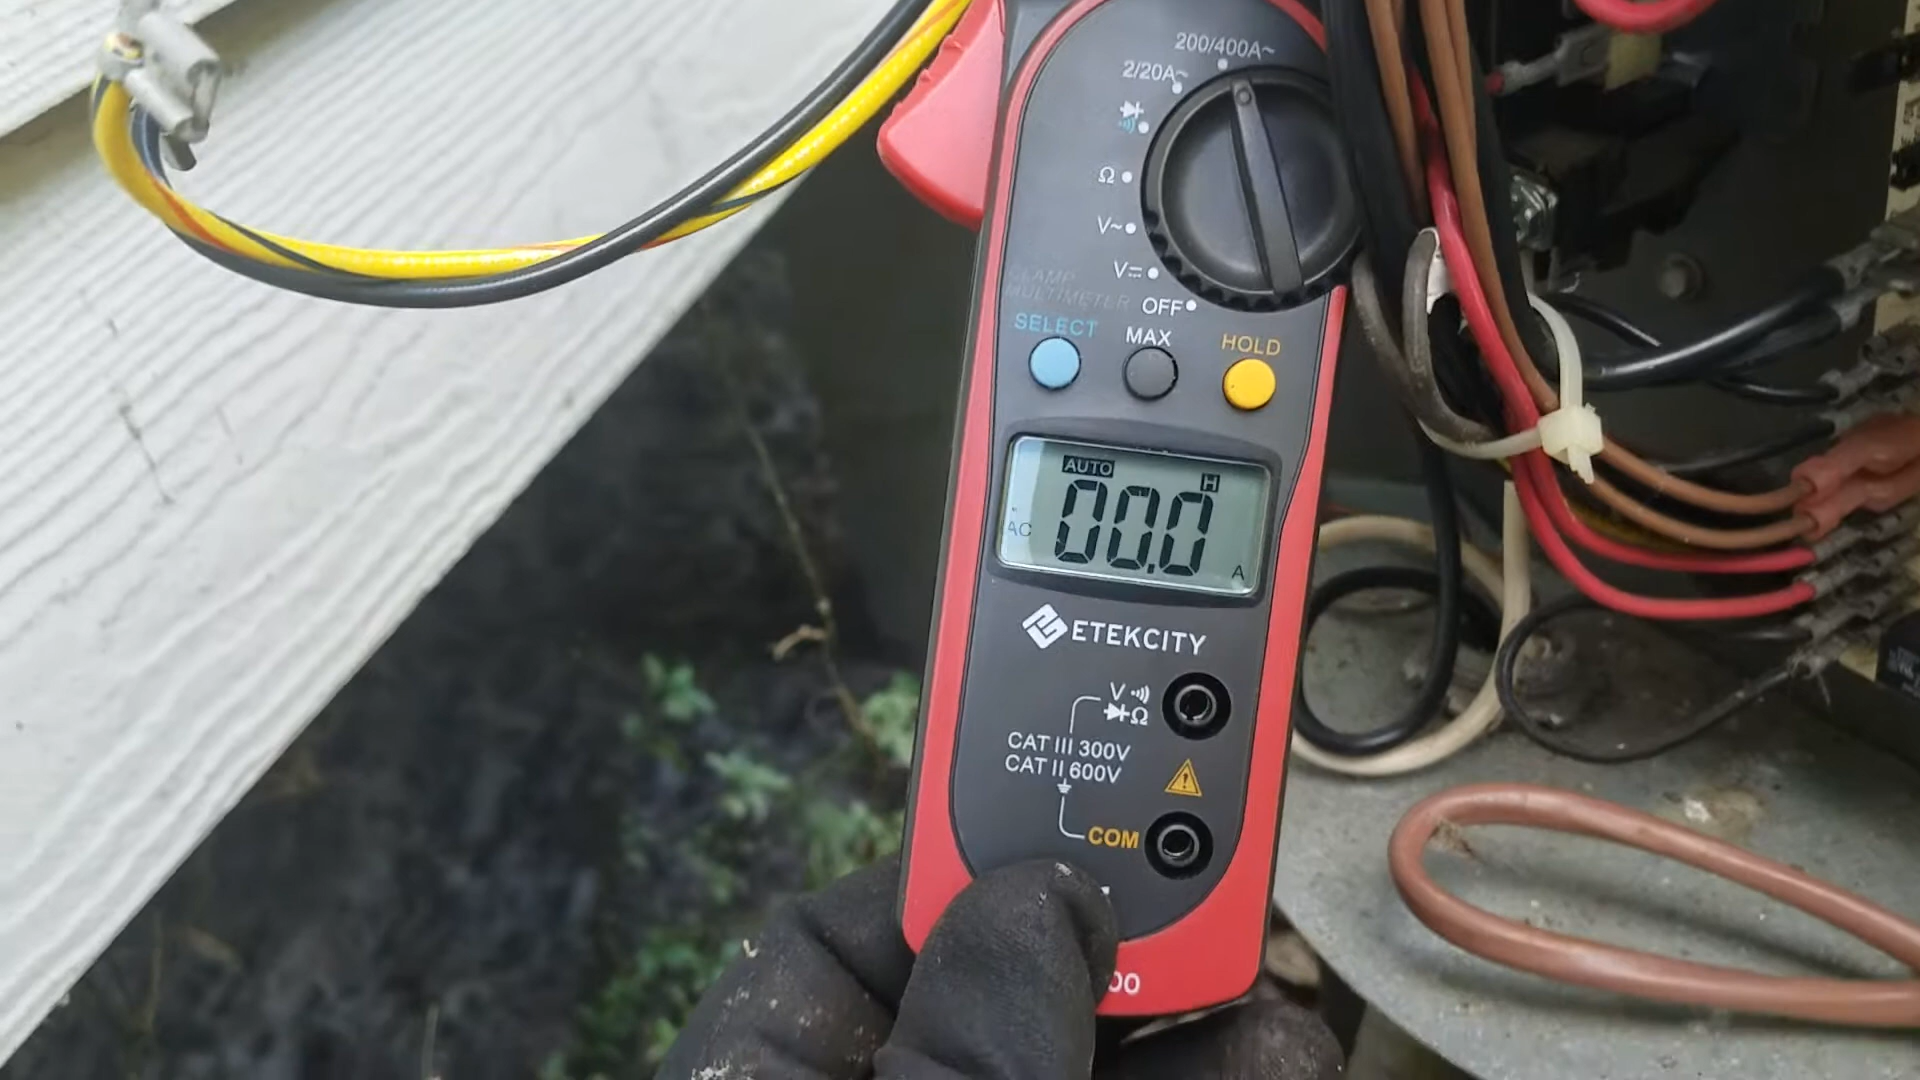 200/400A~
2/20A~
Ω
V~
V⎓
OFF
CLAMP
MULTIMETER
SELECT
MAX
HOLD
AUTO
H
AC
00.0
A
ETEKCITY
V
Ω
CAT III 300V
CAT II 600V
COM
00